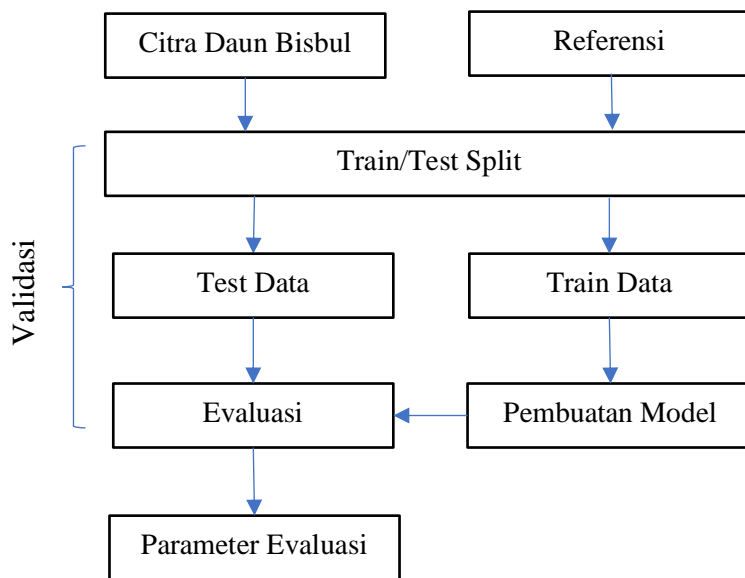 Citra Daun Bisbul
Referensi
Train/Test Split
Validasi
Test Data
Train Data
Evaluasi
Pembuatan Model
Parameter Evaluasi